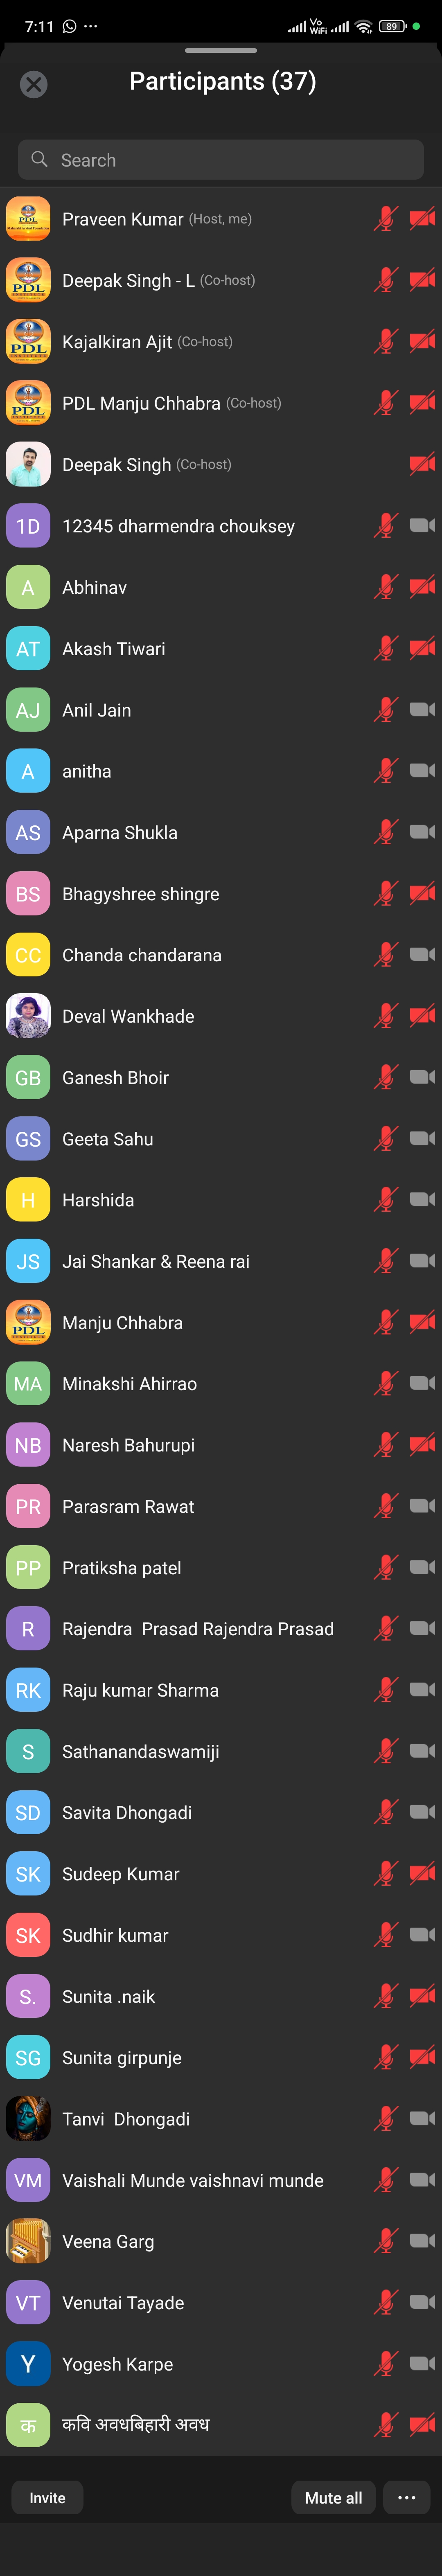 7:11
Vo
WiFi
89
Participants (37)
Search
Praveen Kumar (Host, me)
PDL
Deepak Singh - L (Co-host)
PDL
Kajalkiran Ajit (Co-host)
PDL
PDL Manju Chhabra (Co-host)
PDL
Deepak Singh (Co-host)
1D 12345 dharmendra chouksey
A Abhinav
AT Akash Tiwari
AJ Anil Jain
A anitha
AS Aparna Shukla
BS Bhagyshree shingre
CC Chanda chandarana
Deval Wankhade
GB Ganesh Bhoir
GS Geeta Sahu
H Harshida
JS Jai Shankar & Reena rai
Manju Chhabra
PDL
MA Minakshi Ahirrao
NB Naresh Bahurupi
PR Parasram Rawat
PP Pratiksha patel
R Rajendra  Prasad Rajendra Prasad
RK Raju kumar Sharma
S Sathanandaswamiji
SD Savita Dhongadi
SK Sudeep Kumar
SK Sudhir kumar
S. Sunita .naik
SG Sunita girpunje
Tanvi  Dhongadi
VM Vaishali Munde vaishnavi munde
Veena Garg
VT Venutai Tayade
Y Yogesh Karpe
क कवि अवधबिहारी अवध
Invite
Mute all